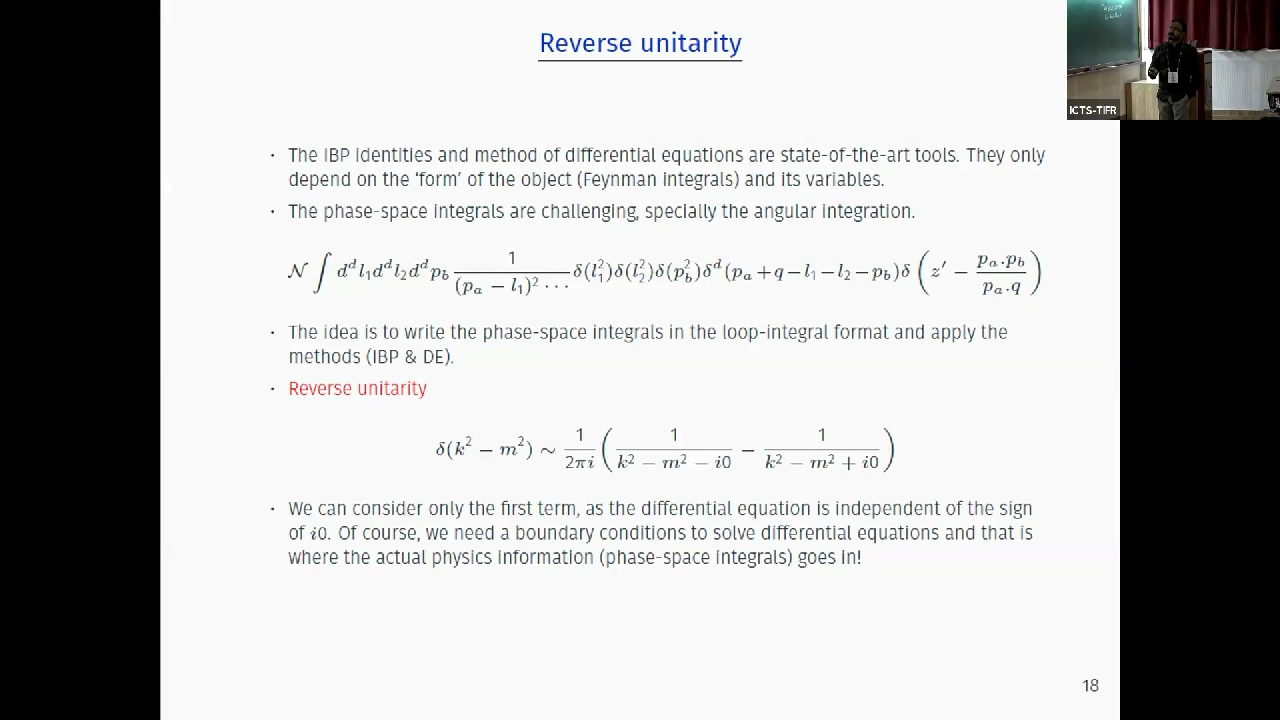 Reverse unitarity
ICTS-TIFR
· The IBP identities and method of differential equations are state-of-the-art tools. They only
depend on the 'form' of the object (Feynman integrals) and its variables.
· The phase-space integrals are challenging, specially the angular integration.
𝒩 ∫ dᵈl₁dᵈl₂dᵈp_b 1/((p_a − l₁)² ···) δ(l₁²)δ(l₂²)δ(p_b²)δᵈ(p_a + q − l₁ − l₂ − p_b)δ(z′ − (p_a·p_b)/(p_a·q))
· The idea is to write the phase-space integrals in the loop-integral format and apply the
methods (IBP & DE).
· Reverse unitarity
δ(k² − m²) ∼ 1/(2πi) (1/(k² − m² − i0) − 1/(k² − m² + i0))
· We can consider only the first term, as the differential equation is independent of the sign
of i0. Of course, we need a boundary conditions to solve differential equations and that is
where the actual physics information (phase-space integrals) goes in!
18